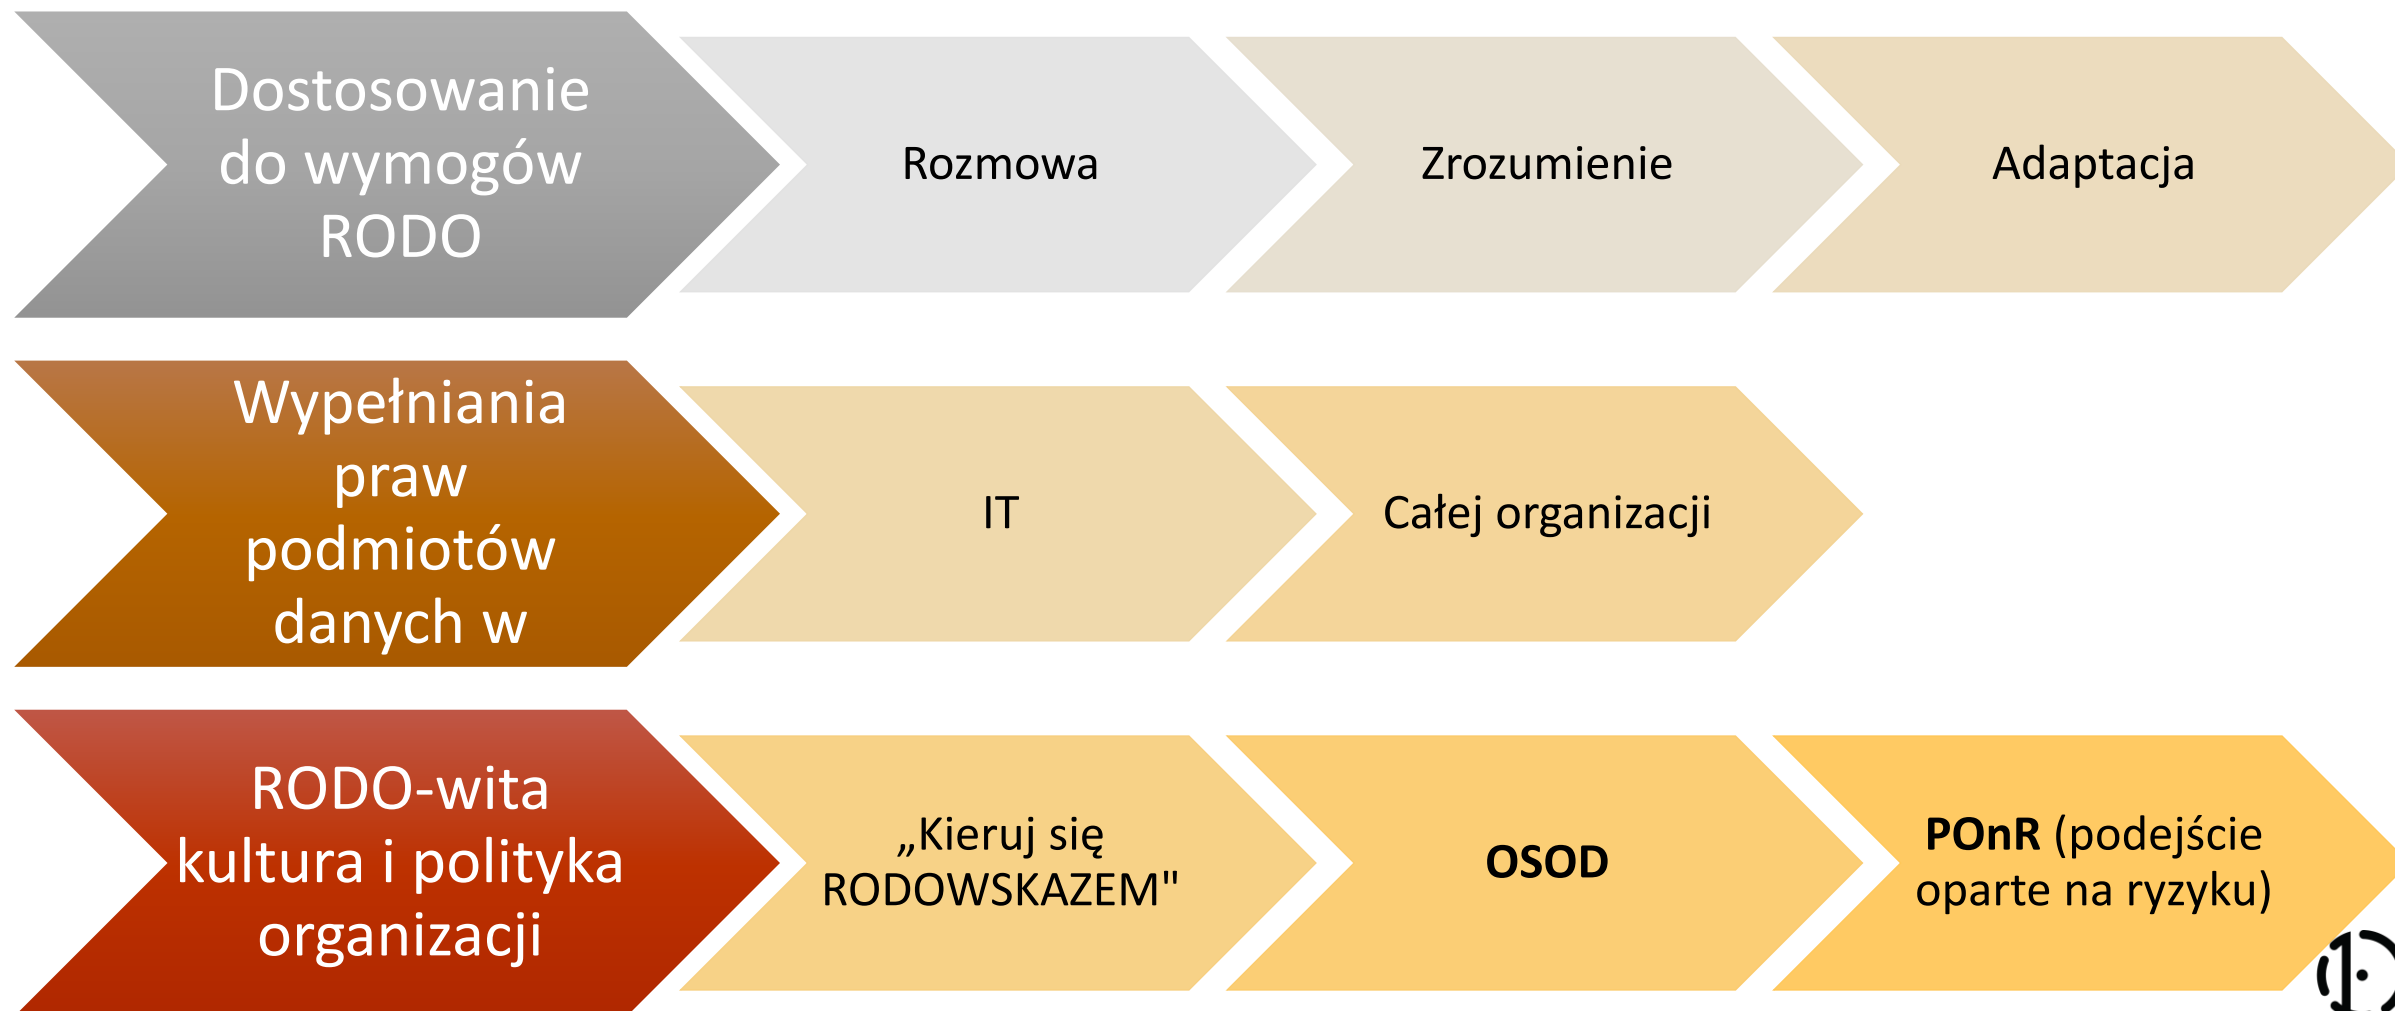 Dostosowanie
do wymogów
RODO
Rozmowa
Zrozumienie
Adaptacja
Wypełniania
praw
podmiotów
danych w
IT
Całej organizacji
RODO-wita
kultura i polityka
organizacji
„Kieruj się
RODOWSKAZEM"
OSOD
POnR (podejście
oparte na ryzyku)